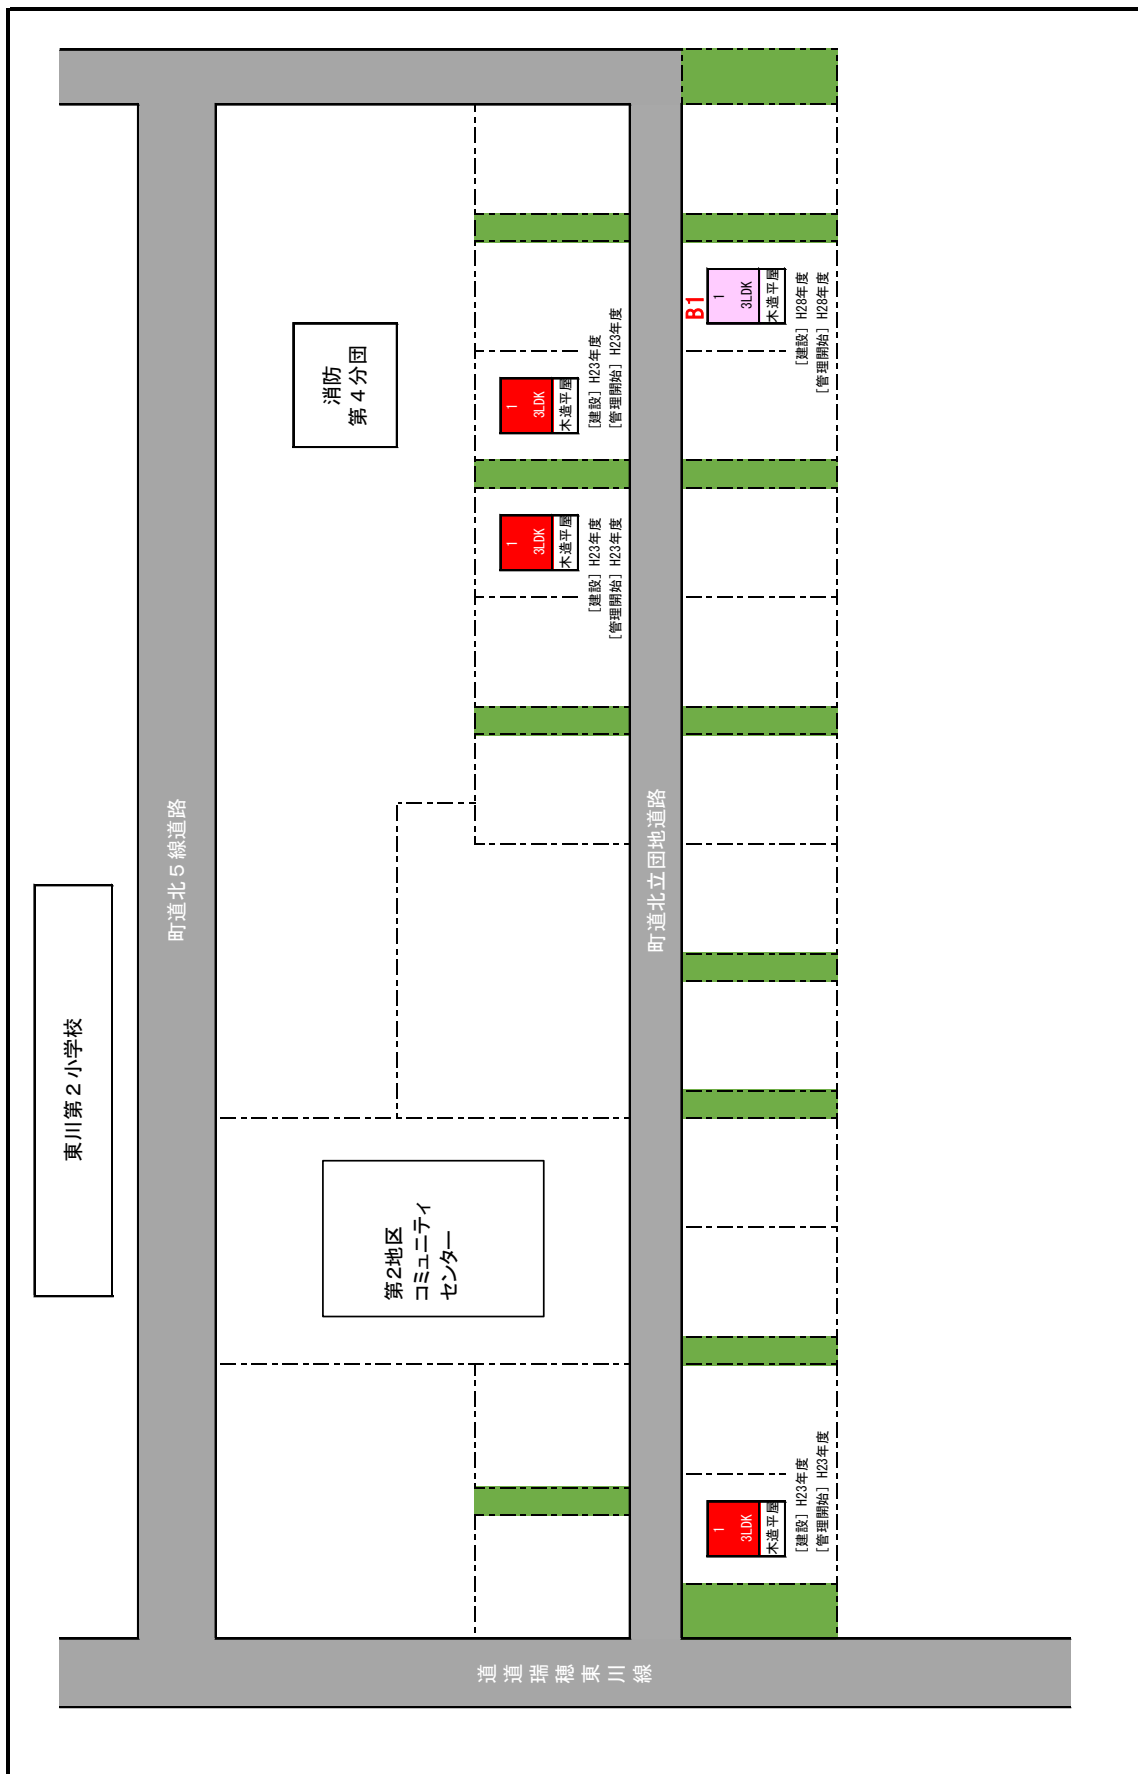 東川第２小学校
町道北５線道路
消防
第４分団
第2地区
コミュニティ
センター
1
3LDK
木造平屋
[建設] H23年度
[管理開始] H23年度
1
3LDK
木造平屋
[建設] H23年度
[管理開始] H23年度
町道北立団地道路
B1
1
3LDK
木造平屋
[建設] H28年度
[管理開始] H28年度
1
3LDK
木造平屋
[建設] H23年度
[管理開始] H23年度
道道瑞穂東川線